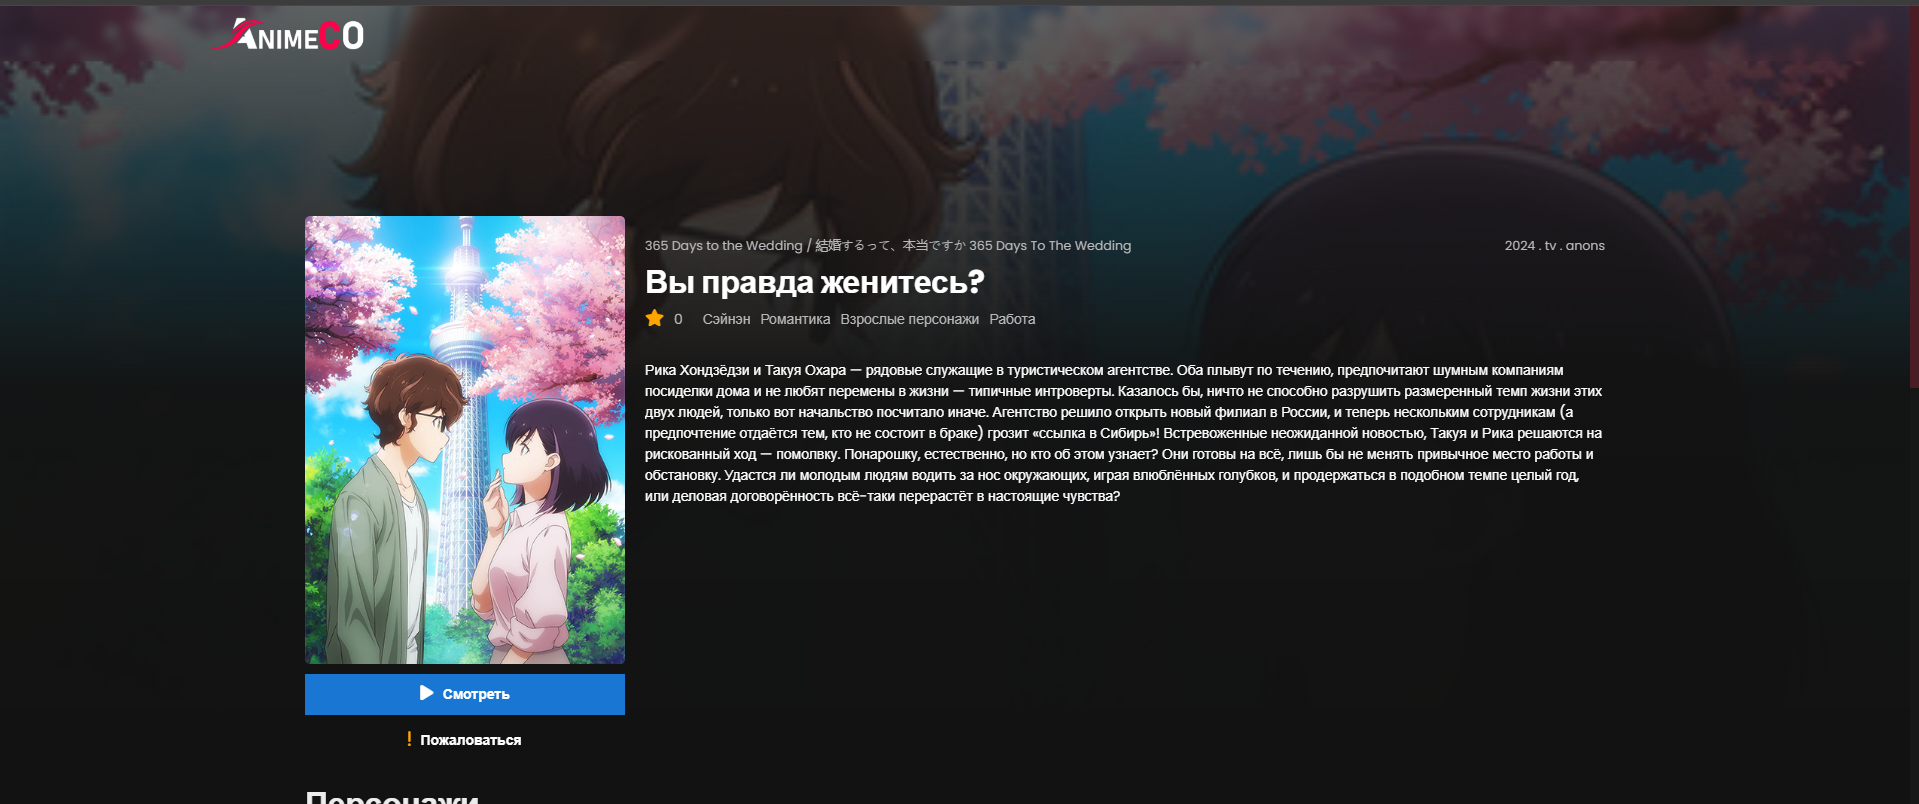 ANIMECO
365 Days to the Wedding / 結婚するって、本当ですか 365 Days To The Wedding
2024 . tv . anons
Вы правда женитесь?
0 Сэйнэн Романтика Взрослые персонажи Работа
Рика Хондзёдзи и Такуя Охара — рядовые служащие в туристическом агентстве. Оба плывут по течению, предпочитают шумным компаниям
посиделки дома и не любят перемены в жизни — типичные интроверты. Казалось бы, ничто не способно разрушить размеренный темп жизни этих
двух людей, только вот начальство посчитало иначе. Агентство решило открыть новый филиал в России, и теперь нескольким сотрудникам (а
предпочтение отдаётся тем, кто не состоит в браке) грозит «ссылка в Сибирь»! Встревоженные неожиданной новостью, Такуя и Рика решаются на
рискованный ход — помолвку. Понарошку, естественно, но кто об этом узнает? Они готовы на всё, лишь бы не менять привычное место работы и
обстановку. Удастся ли молодым людям водить за нос окружающих, играя влюблённых голубков, и продержаться в подобном темпе целый год,
или деловая договорённость всё-таки перерастёт в настоящие чувства?
Смотреть
! Пожаловаться
Персонажи